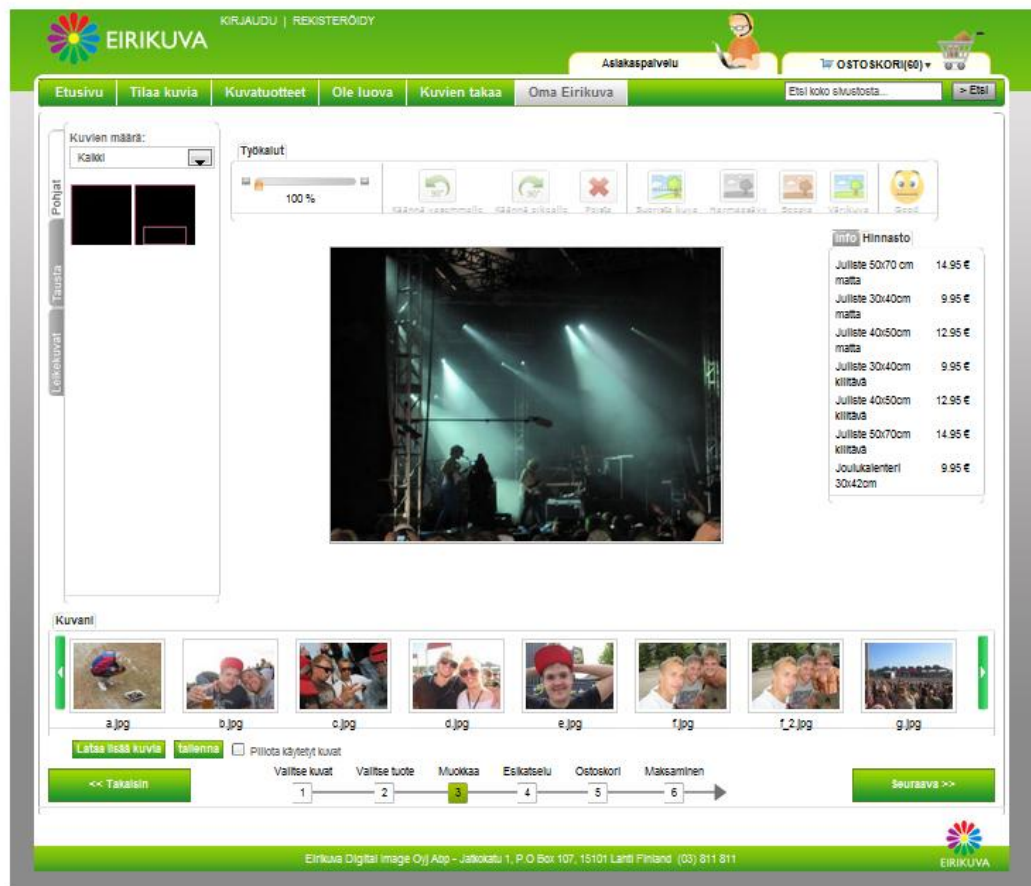 KIRJAUDU | REKISTERÖIDY
EIRIKUVA
Asiakaspalvelu
OSTOSKORI(60)
Etusivu Tilaa kuvia Kuvatuotteet Ole luova Kuvien takaa Oma Eirikuva
Etsi koko sivustosta... > Etsi
Kuvien määrä:
Kaikki
Pohjat
Tausta
Leikekuvat
Työkalut
100 %
Poista
Suorista kuva
Värikuva
Good
Info Hinnasto
Juliste 50x70 cm 14.95 €
matta
Juliste 30x40cm 9.95 €
matta
Juliste 40x50cm 12.95 €
matta
Juliste 30x40cm 9.95 €
kiiltävä
Juliste 40x50cm 12.95 €
kiiltävä
Juliste 50x70cm 14.95 €
kiiltävä
Joulukalenteri 9.95 €
30x42cm
Kuvani
a.jpg b.jpg c.jpg d.jpg e.jpg f.jpg f_2.jpg g.jpg
Lataa lisää kuvia tallenna Piilota käytetyt kuvat
<< Takaisin
Valitse kuvat Valitse tuote Muokkaa Esikatselu Ostoskori Maksaminen
1 2 3 4 5 6
Seuraava >>
Eirikuva Digital Image Oyj Abp - Jatkokatu 1, P.O Box 107, 15101 Lahti Finland (03) 811 811
EIRIKUVA